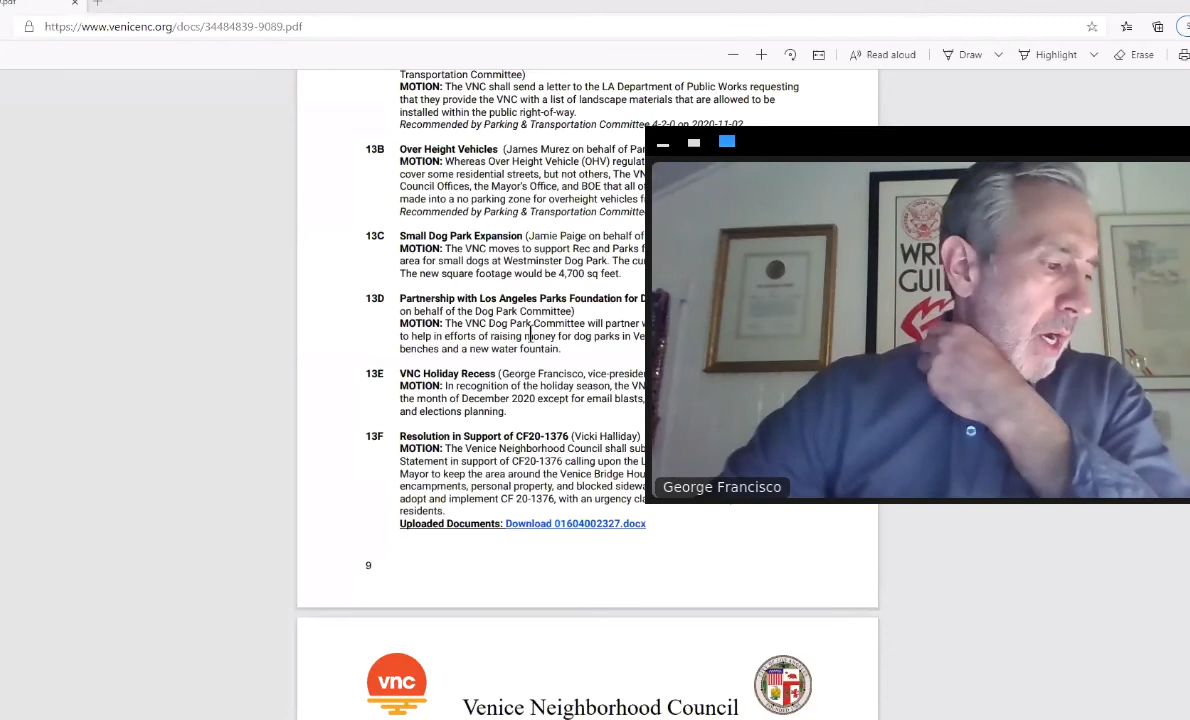 .pdf
https://www.venicenc.org/docs/34484839-9089.pdf
Read aloud
Draw
Highlight
Erase
Transportation Committee)
MOTION: The VNC shall send a letter to the LA Department of Public Works requesting
that they provide the VNC with a list of landscape materials that are allowed to be
installed within the public right-of-way.
Recommended by Parking & Transportation Committee 4-2-0 on 2020-11-02
13B Over Height Vehicles (James Murez on behalf of Par
MOTION: Whereas Over Height Vehicle (OHV) regulat
cover some residential streets, but not others, The VN
Council Offices, the Mayor's Office, and BOE that all of
made into a no parking zone for overheight vehicles f
Recommended by Parking & Transportation Committe
13C Small Dog Park Expansion (Jamie Paige on behalf of
MOTION: The VNC moves to support Rec and Parks f
area for small dogs at Westminster Dog Park. The cu
The new square footage would be 4,700 sq feet.
13D Partnership with Los Angeles Parks Foundation for D
on behalf of the Dog Park Committee)
MOTION: The VNC Dog Park Committee will partner w
to help in efforts of raising money for dog parks in Ve
benches and a new water fountain.
13E VNC Holiday Recess (George Francisco, vice-preside
MOTION: In recognition of the holiday season, the VN
the month of December 2020 except for email blasts,
and elections planning.
13F Resolution in Support of CF20-1376 (Vicki Halliday)
MOTION: The Venice Neighborhood Council shall sub
Statement in support of CF20-1376 calling upon the L
Mayor to keep the area around the Venice Bridge Hou
encampments, personal property, and blocked sidew
adopt and implement CF 20-1376, with an urgency cla
residents.
Uploaded Documents: Download 01604002327.docx
9
WR
GUIL
George Francisco
vnc
Venice Neighborhood Council